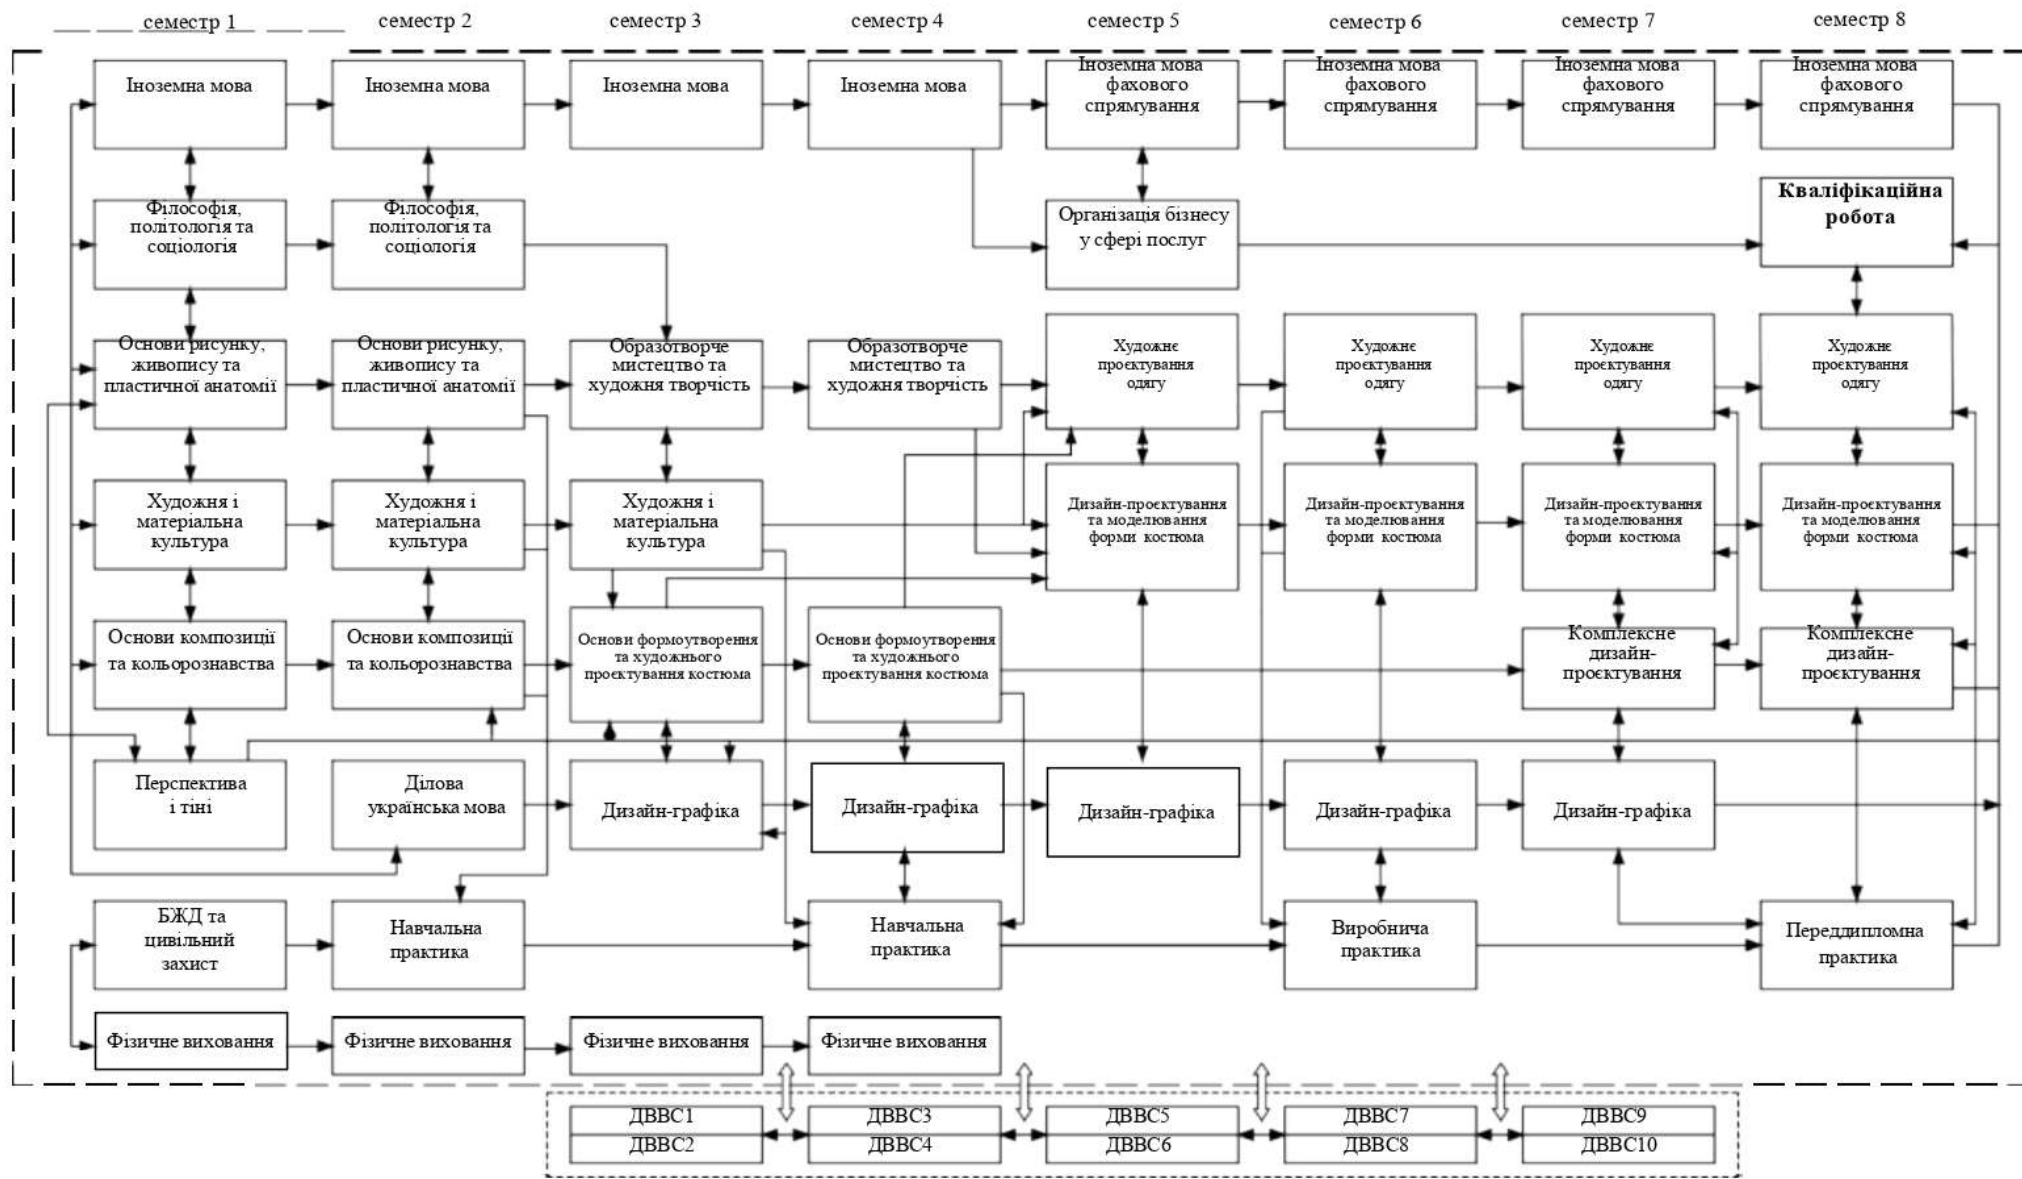 семестр 1
семестр 2
семестр 3
семестр 4
семестр 5
семестр 6
семестр 7
семестр 8
Іноземна мова
Іноземна мова
Іноземна мова
Іноземна мова
Іноземна мова
фахового
спрямування
Іноземна мова
фахового
спрямування
Іноземна мова
фахового
спрямування
Іноземна мова
фахового
спрямування
Філософія,
політологія та
соціологія
Філософія,
політологія та
соціологія
Організація бізнесу
у сфері послуг
Кваліфікаційна
робота
Основи рисунку,
живопису та
пластичної анатомії
Основи рисунку,
живопису та
пластичної анатомії
Образотворче
мистецтво та
художня творчість
Образотворче
мистецтво та
художня творчість
Художнє
проєктування
одягу
Художнє
проєктування
одягу
Художнє
проєктування
одягу
Художнє
проєктування
одягу
Художня і
матеріальна
культура
Художня і
матеріальна
культура
Художня і
матеріальна
культура
Дизайн-проєктування
та моделювання
форми костюма
Дизайн-проєктування
та моделювання
форми костюма
Дизайн-проєктування
та моделювання
форми костюма
Дизайн-проєктування
та моделювання
форми костюма
Основи композиції
та кольорознавства
Основи композиції
та кольорознавства
Основи формоутворення
та художнього
проєктування костюма
Основи формоутворення
та художнього
проєктування костюма
Комплексне
дизайн-
проєктування
Комплексне
дизайн-
проєктування
Перспектива
і тіні
Ділова
українська мова
Дизайн-графіка
Дизайн-графіка
Дизайн-графіка
Дизайн-графіка
Дизайн-графіка
БЖД та
цивільний
захист
Навчальна
практика
Навчальна
практика
Виробнича
практика
Переддипломна
практика
Фізичне виховання
Фізичне виховання
Фізичне виховання
Фізичне виховання
ДВВС1
ДВВС3
ДВВС5
ДВВС7
ДВВС9
ДВВС2
ДВВС4
ДВВС6
ДВВС8
ДВВС10